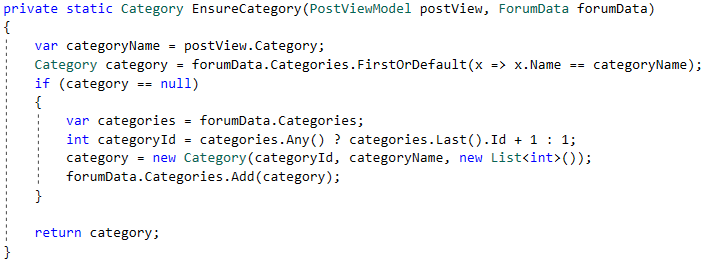 private static Category EnsureCategory(PostViewModel postView, ForumData forumData)
{
    var categoryName = postView.Category;
    Category category = forumData.Categories.FirstOrDefault(x => x.Name == categoryName);
    if (category == null)
    {
        var categories = forumData.Categories;
        int categoryId = categories.Any() ? categories.Last().Id + 1 : 1;
        category = new Category(categoryId, categoryName, new List<int>());
        forumData.Categories.Add(category);
    }

    return category;
}